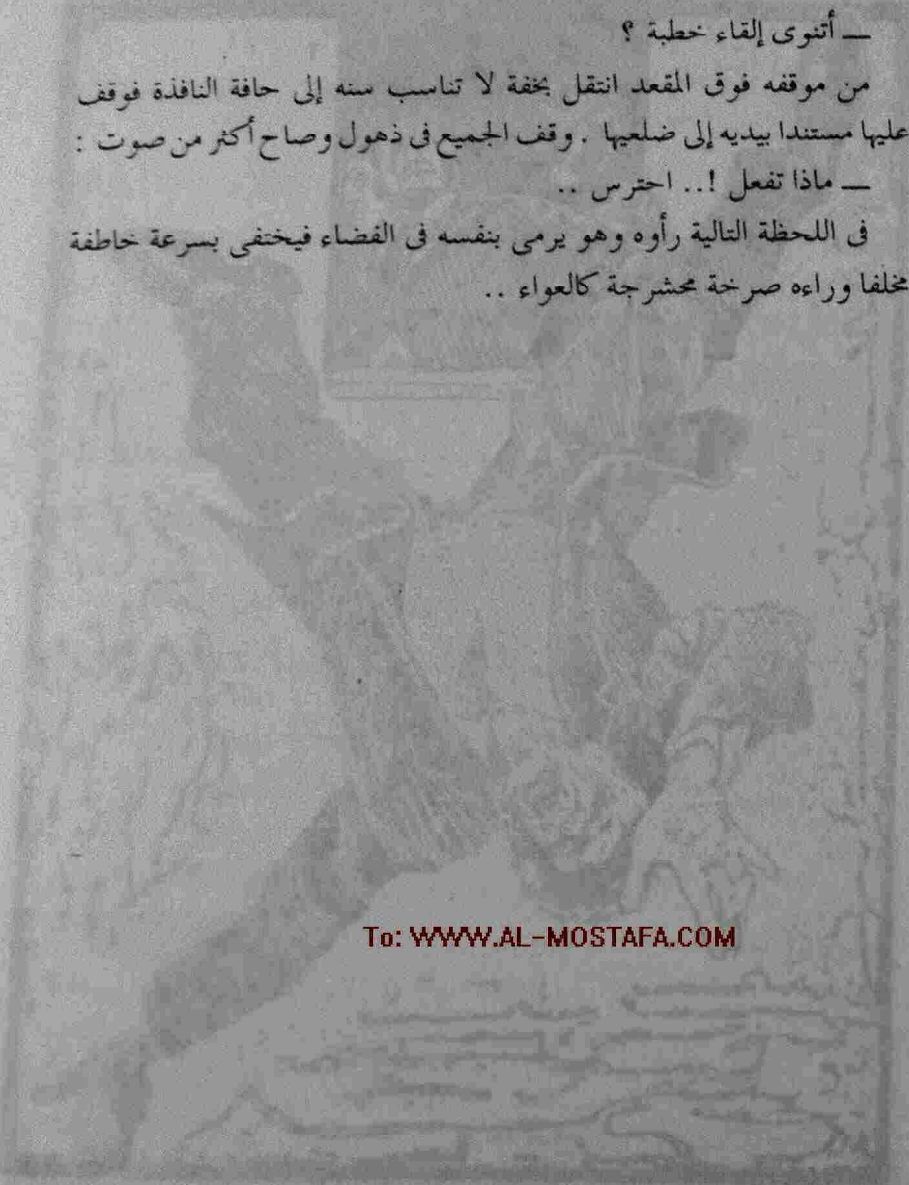 — أتنوى إلقاء خطبة ؟
من موقفه فوق المقعد انتقل بخفة لا تناسب سنه إلى حافة النافذة فوقف
عليها مستندا بيديه إلى ضلعيها . وقف الجميع فى ذهول وصاح أكثر من صوت :
— ماذا تفعل !.. احترس ..
فى اللحظة التالية رأوه وهو يرمى بنفسه فى الفضاء فيختفى بسرعة خاطفة
مخلفا وراءه صرخة محشرجة كالعواء ..
To: WWW.AL-MOSTAFA.COM